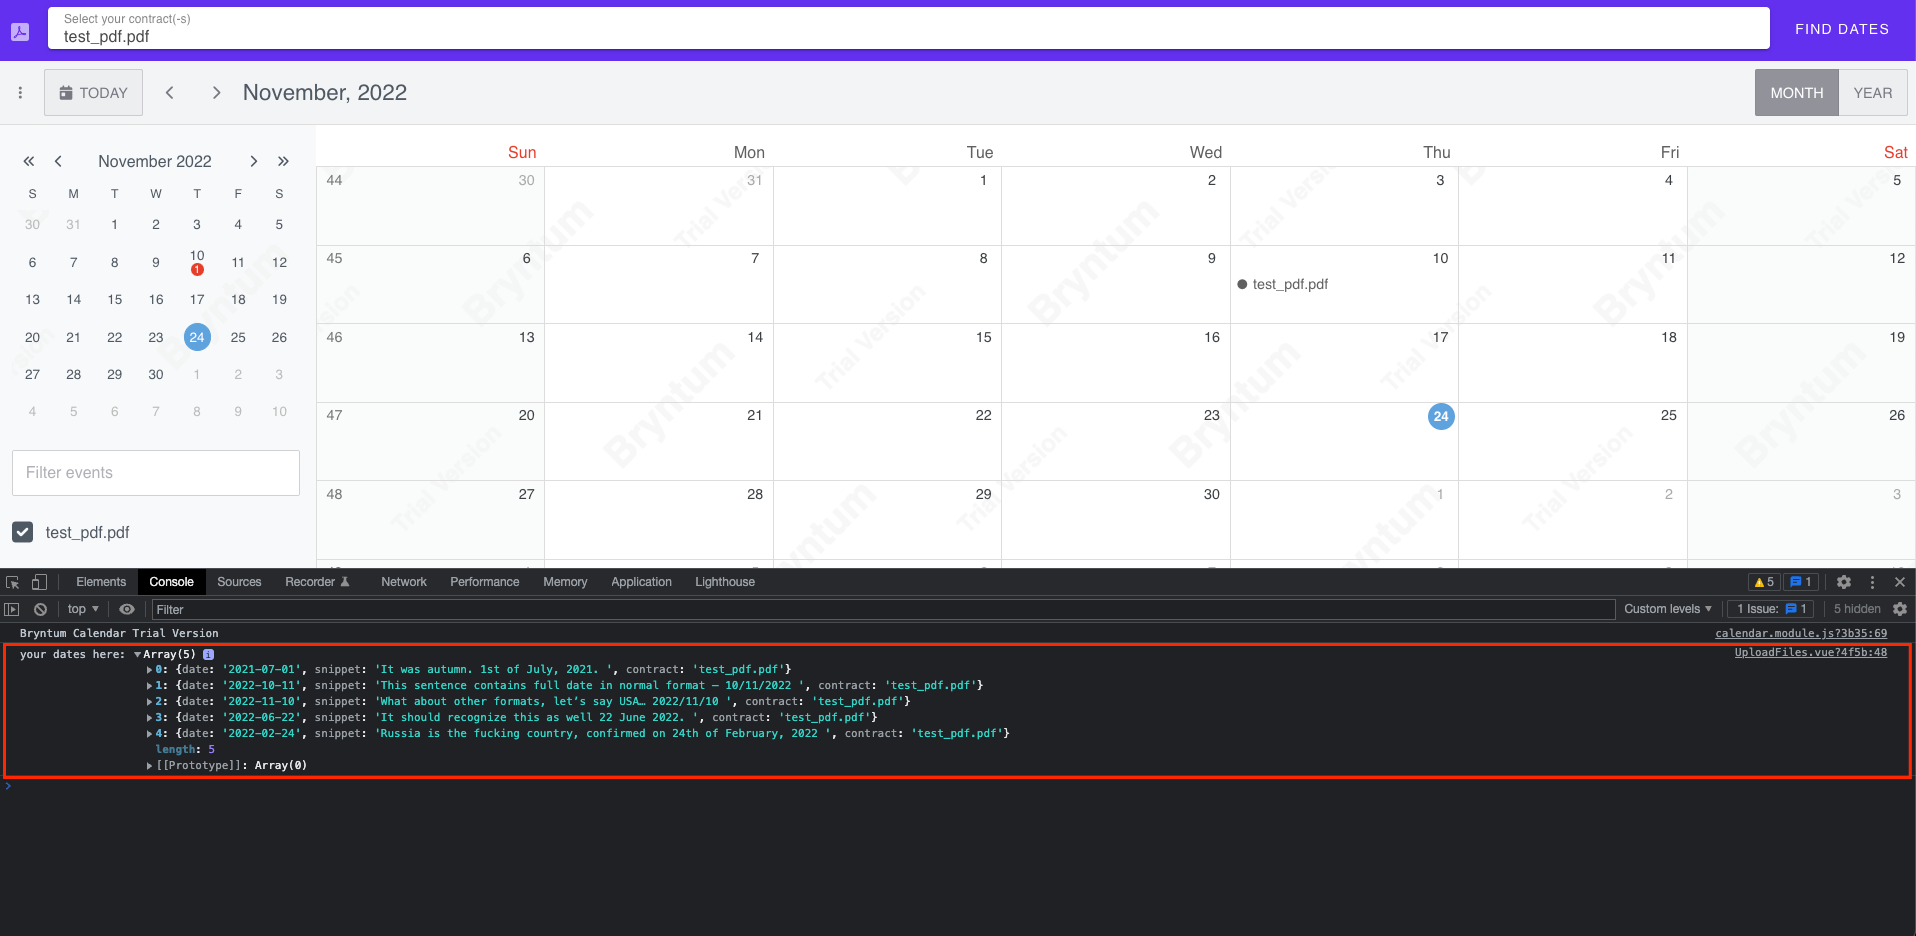 Select your contract(-s)
test_pdf.pdf
FIND DATES
TODAY
November, 2022
MONTH YEAR
November 2022
S M T W T F S
30 31 1 2 3 4 5
6 7 8 9 10 11 12
1
13 14 15 16 17 18 19
20 21 22 23 24 25 26
27 28 29 30 1 2 3
4 5 6 7 8 9 10
Filter events
test_pdf.pdf
Sun Mon Tue Wed Thu Fri Sat
44 30 31 1 2 3 4 5
45 6 7 8 9 10 11 12
test_pdf.pdf
46 13 14 15 16 17 18 19
47 20 21 22 23 24 25 26
48 27 28 29 30 1 2 3
Bryntum Trial Version
Elements Console Sources Recorder Network Performance Memory Application Lighthouse 5 1
top Filter Custom levels 1 Issue: 1 5 hidden
Bryntum Calendar Trial Version calendar.module.js?3b35:69
your dates here: Array(5) i UploadFiles.vue?4f5b:48
0: {date: '2021-07-01', snippet: 'It was autumn. 1st of July, 2021. ', contract: 'test_pdf.pdf'}
1: {date: '2022-10-11', snippet: 'This sentence contains full date in normal format – 10/11/2022 ', contract: 'test_pdf.pdf'}
2: {date: '2022-11-10', snippet: 'What about other formats, let’s say USA… 2022/11/10 ', contract: 'test_pdf.pdf'}
3: {date: '2022-06-22', snippet: 'It should recognize this as well 22 June 2022. ', contract: 'test_pdf.pdf'}
4: {date: '2022-02-24', snippet: 'Russia is the fucking country, confirmed on 24th of February, 2022 ', contract: 'test_pdf.pdf'}
length: 5
[[Prototype]]: Array(0)